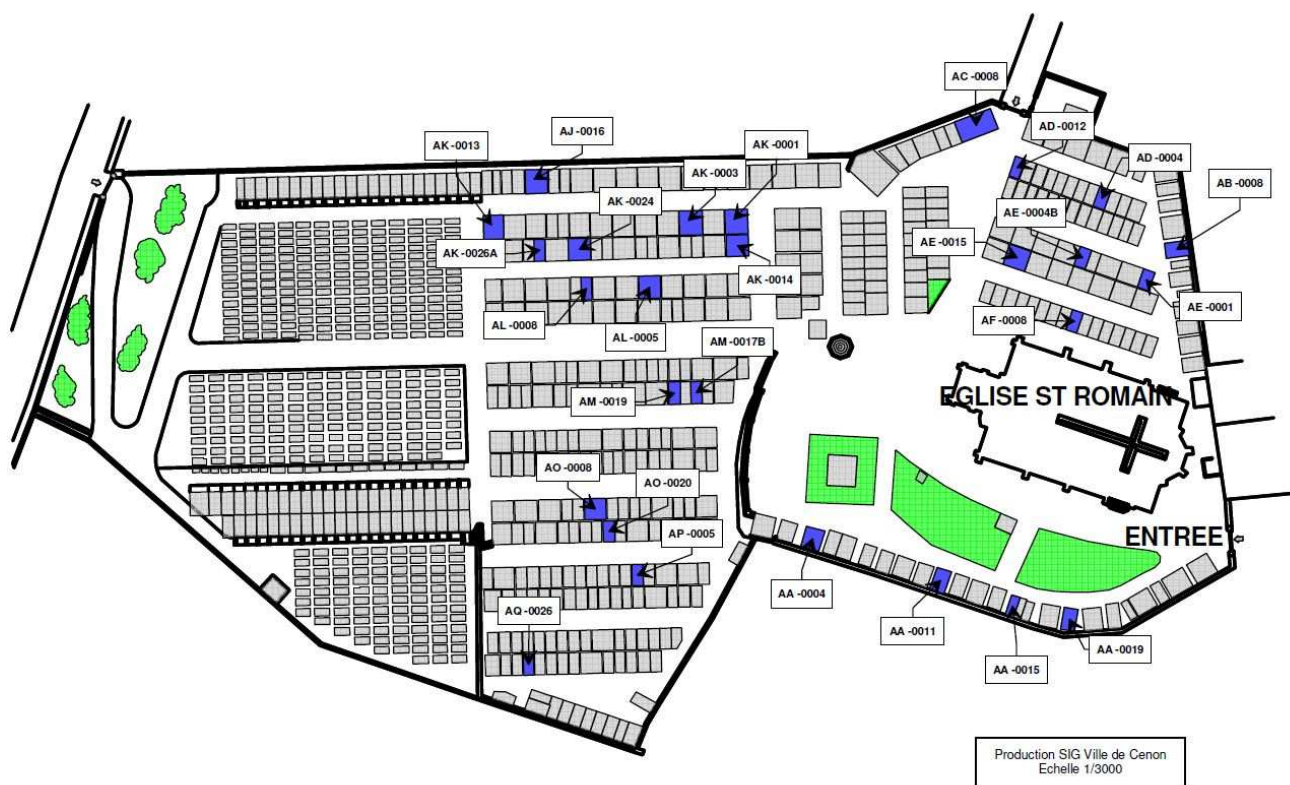 AC -0008
AJ -0016
AD -0012
AK -0013
AK -0001
AD -0004
AK -0003
AB -0008
AK -0024
AE -0004B
AE -0015
AK -0026A
AK -0014
AE -0001
AL -0008
AF -0008
AL -0005
AM -0017B
EGLISE ST ROMAIN
AM -0019
AO -0008
AO -0020
AP -0005
ENTREE
AA -0004
AQ -0026
AA -0011
AA -0019
AA -0015
Production SIG Ville de Cenon
Echelle 1/3000